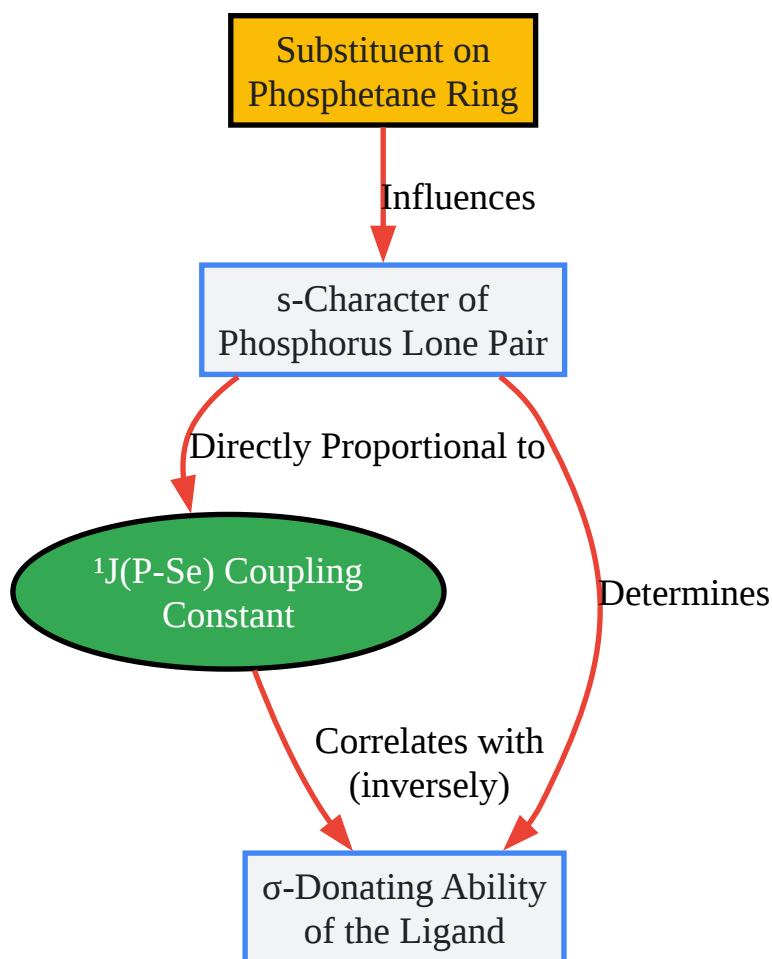 Substituent on
Phosphetane Ring
Influences
s-Character of
Phosphorus Lone Pair
Directly Proportional to
¹J(P-Se) Coupling
Constant
Determines
Correlates with
(inversely)
σ-Donating Ability
of the Ligand